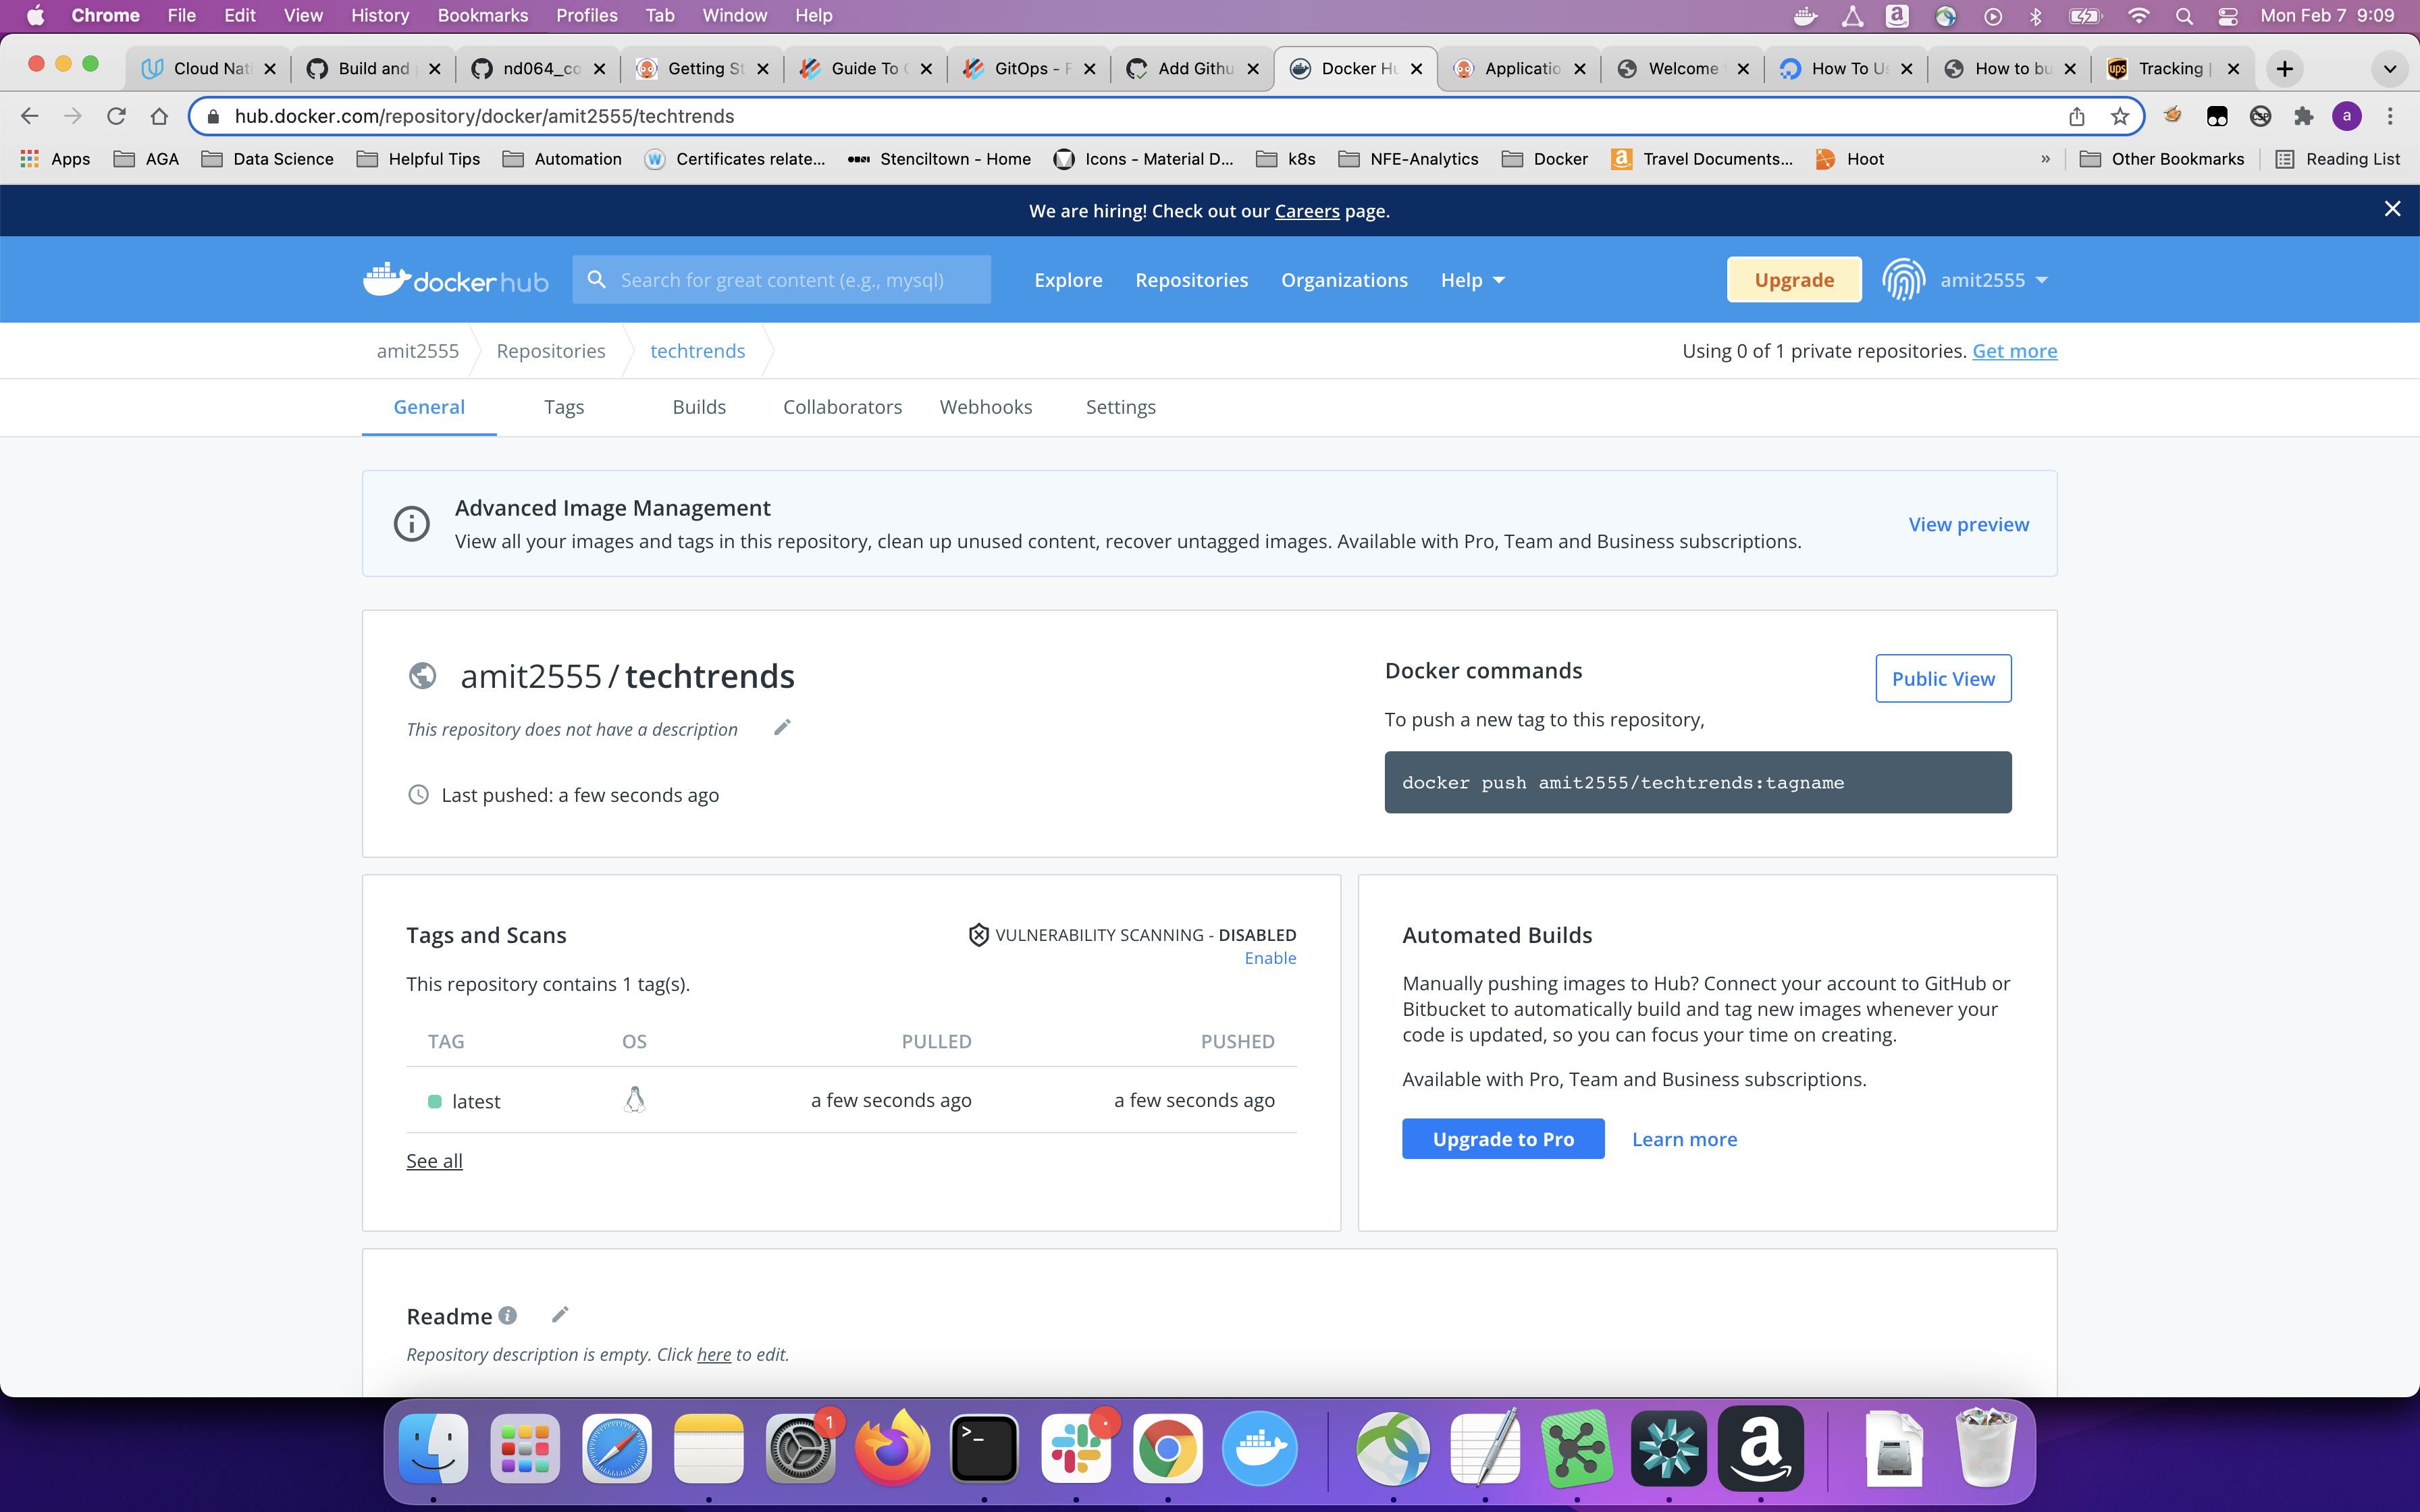 Chrome File Edit View History Bookmarks Profiles Tab Window Help a Mon Feb 7 9:09
Cloud Nat Build and nd064_co Getting St Guide To GitOps - F Add Githu Docker Hu Applicatio Welcome How To Us How to bu ups Tracking
hub.docker.com/repository/docker/amit2555/techtrends a
Apps AGA Data Science Helpful Tips Automation Certificates relate... Stenciltown - Home Icons - Material D... k8s NFE-Analytics Docker Travel Documents... Hoot » Other Bookmarks Reading List
We are hiring! Check out our Careers page.
dockerhub Search for great content (e.g., mysql) Explore Repositories Organizations Help Upgrade amit2555
amit2555 Repositories techtrends Using 0 of 1 private repositories. Get more
General Tags Builds Collaborators Webhooks Settings
Advanced Image Management
View all your images and tags in this repository, clean up unused content, recover untagged images. Available with Pro, Team and Business subscriptions.
View preview
amit2555 / techtrends
This repository does not have a description
Last pushed: a few seconds ago
Docker commands
Public View
To push a new tag to this repository,
docker push amit2555/techtrends:tagname
Tags and Scans
VULNERABILITY SCANNING - DISABLED
Enable
This repository contains 1 tag(s).
TAG OS PULLED PUSHED
latest a few seconds ago a few seconds ago
See all
Automated Builds
Manually pushing images to Hub? Connect your account to GitHub or
Bitbucket to automatically build and tag new images whenever your
code is updated, so you can focus your time on creating.
Available with Pro, Team and Business subscriptions.
Upgrade to Pro Learn more
Readme
Repository description is empty. Click here to edit.
1
>_
a